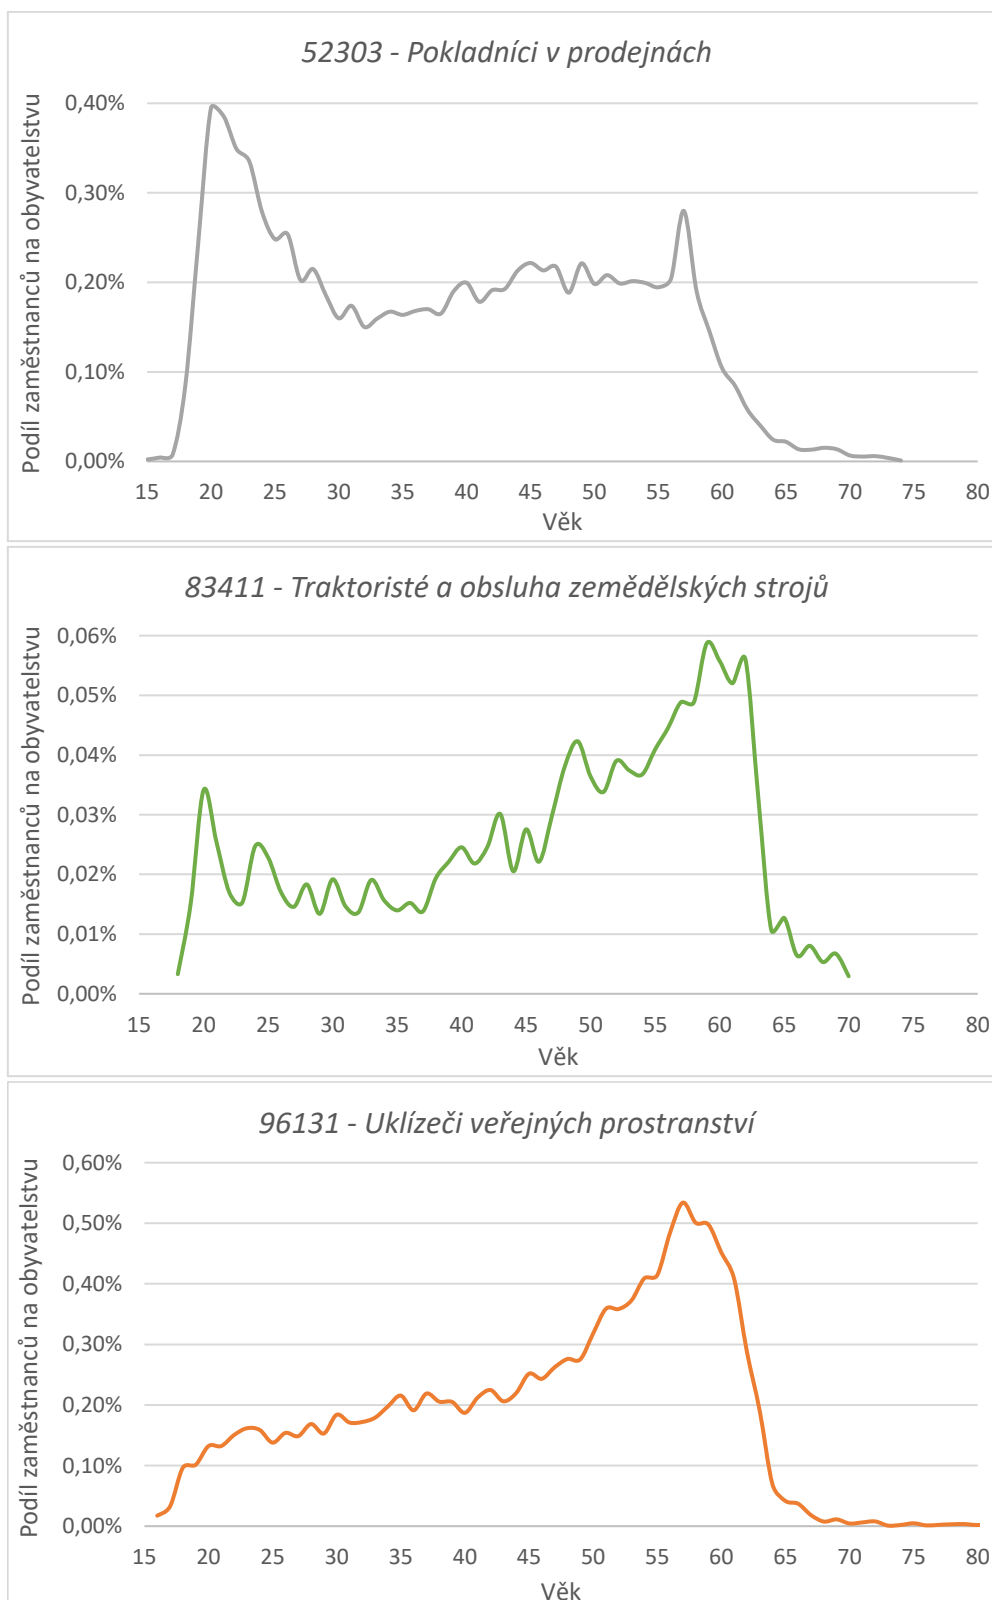 52303 - Pokladníci v prodejnách
Podíl zaměstnanců na obyvatelstvu
0,40%
0,30%
0,20%
0,10%
0,00%
15 20 25 30 35 40 45 50 55 60 65 70 75 80
Věk
83411 - Traktoristé a obsluha zemědělských strojů
Podíl zaměstnanců na obyvatelstvu
0,06%
0,05%
0,04%
0,03%
0,02%
0,01%
0,00%
15 20 25 30 35 40 45 50 55 60 65 70 75 80
Věk
96131 - Uklízeči veřejných prostranství
Podíl zaměstnanců na obyvatelstvu
0,60%
0,50%
0,40%
0,30%
0,20%
0,10%
0,00%
15 20 25 30 35 40 45 50 55 60 65 70 75 80
Věk